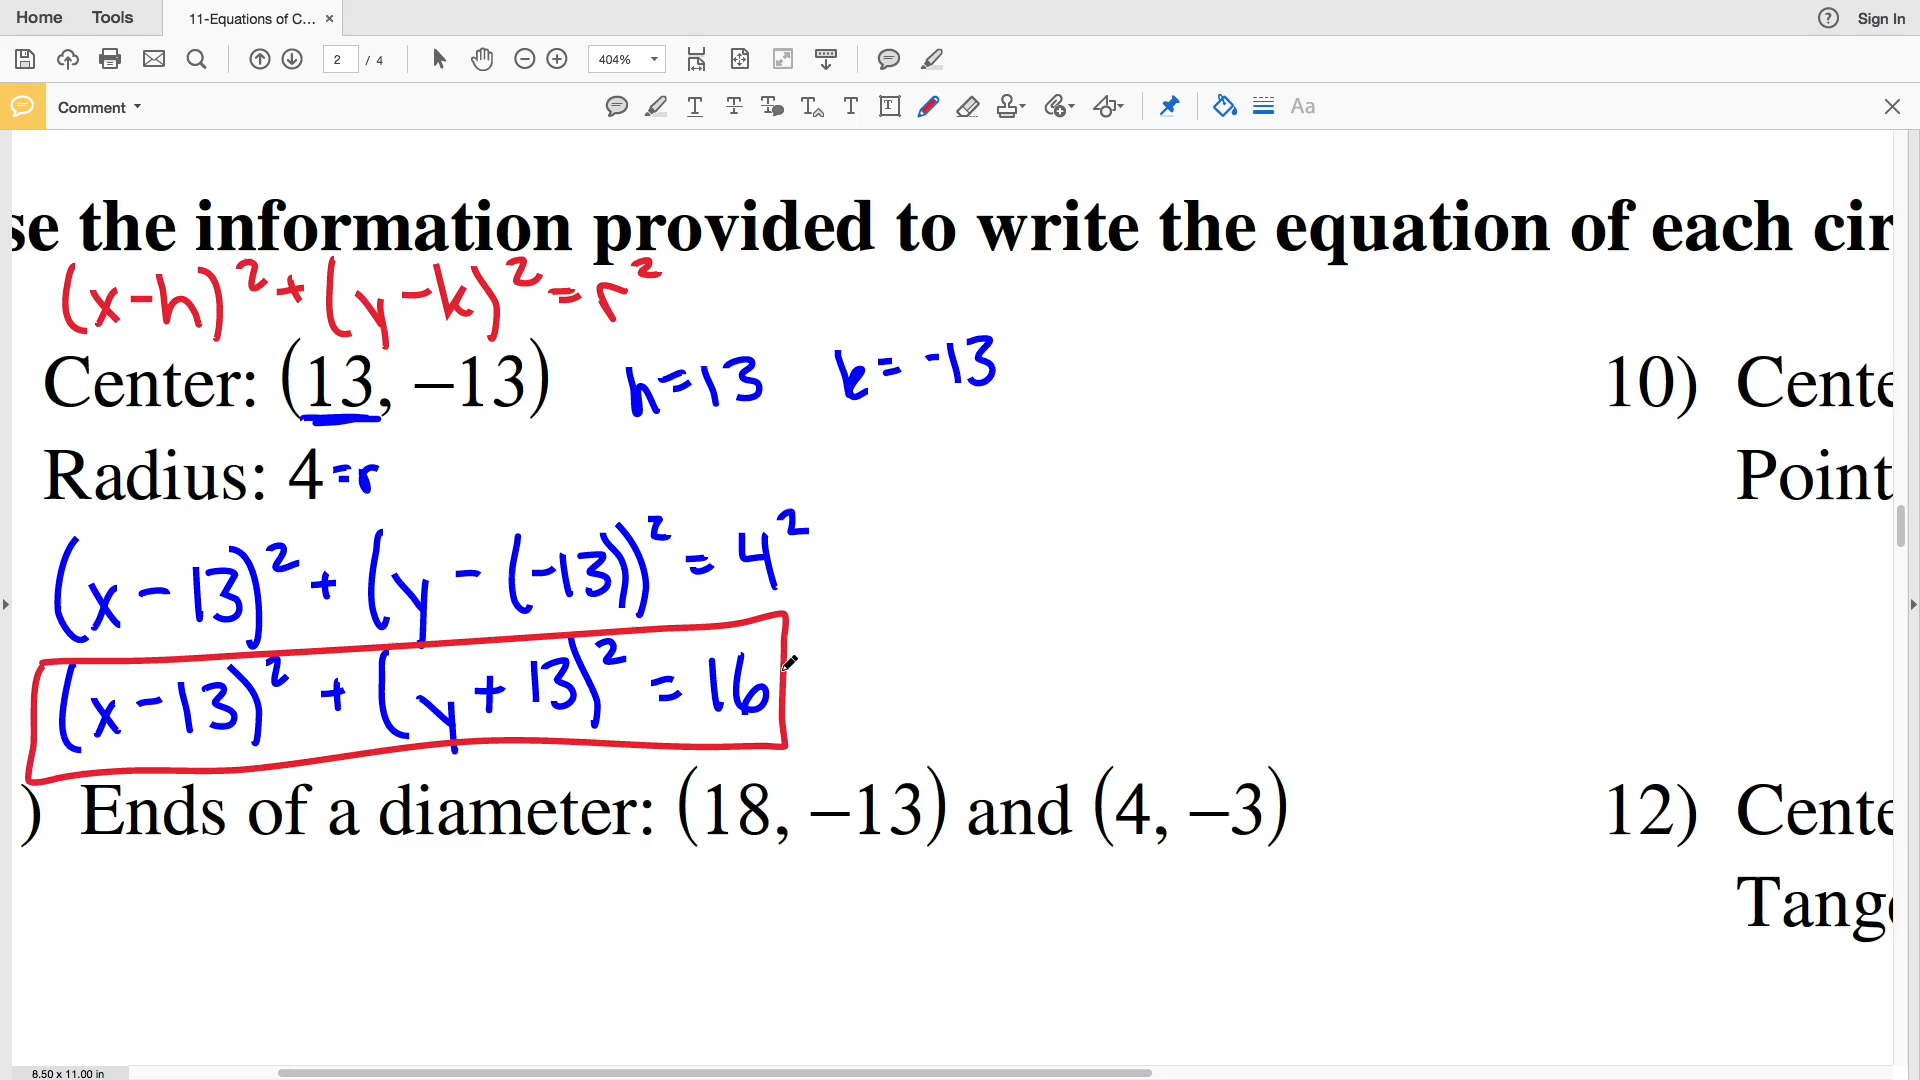 Home Tools 11-Equations of C... × Sign In
2 / 4 404%
Comment Aa
se the information provided to write the equation of each cir
(x-h)² + (y-k)² = r²
Center: (13, −13) h=13 k=-13
Radius: 4 =r
(x-13)² + (y-(-13))² = 4²
(x-13)² + (y+13)² = 16
10) Cente
Point
) Ends of a diameter: (18, −13) and (4, −3)
12) Cente
Tange
8.50 x 11.00 in